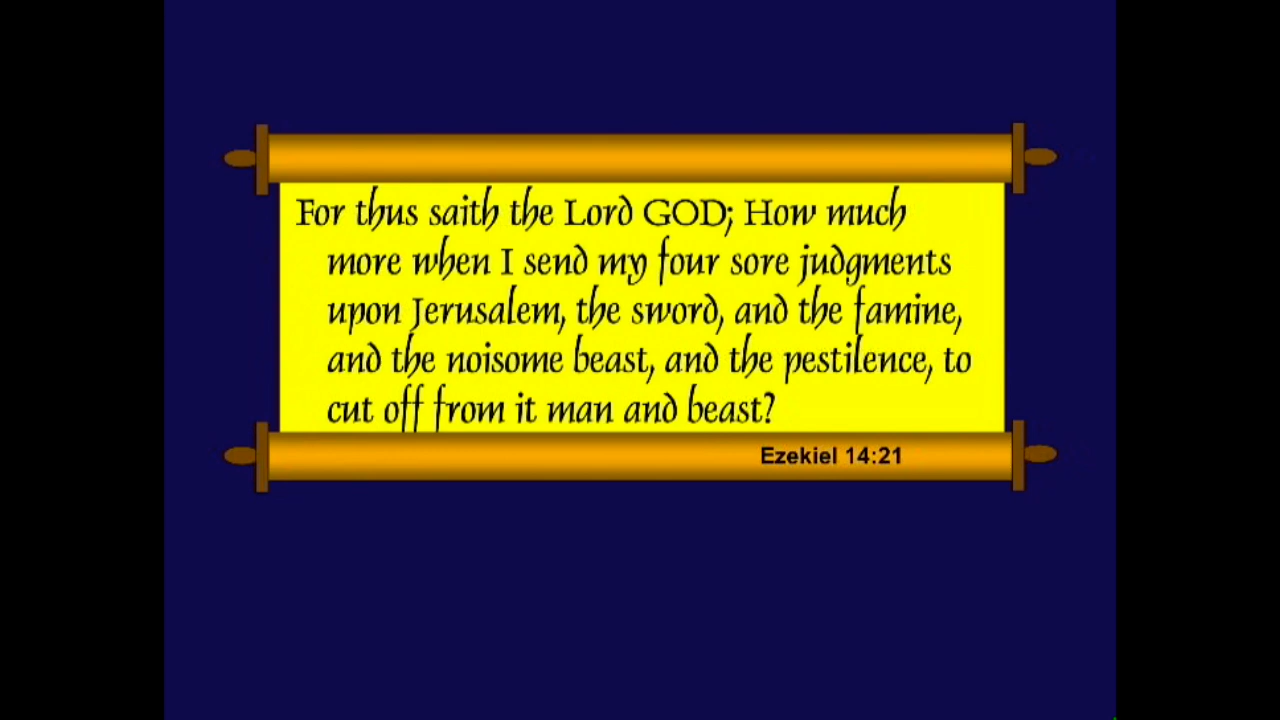 For thus saith the Lord GOD; How much
more when I send my four sore judgments
upon Jerusalem, the sword, and the famine,
and the noisome beast, and the pestilence, to
cut off from it man and beast?
Ezekiel 14:21